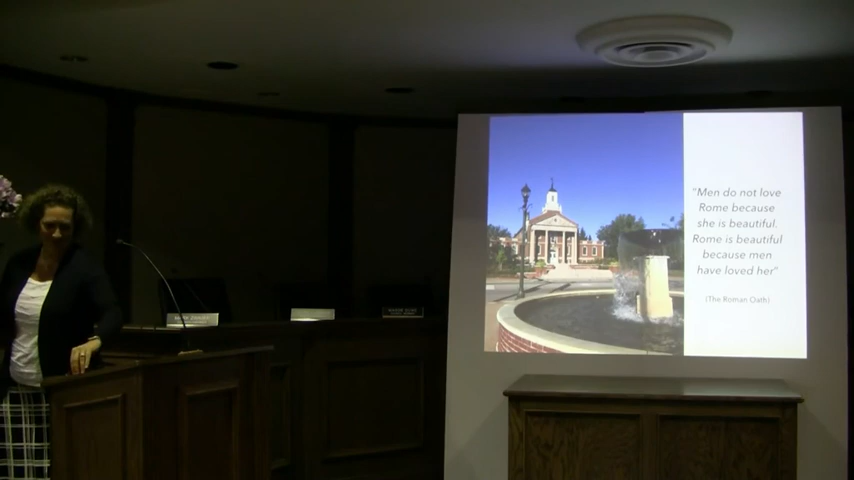 "Men do not love
Rome because
she is beautiful.
Rome is beautiful
because men
have loved her"
(The Roman Oath)